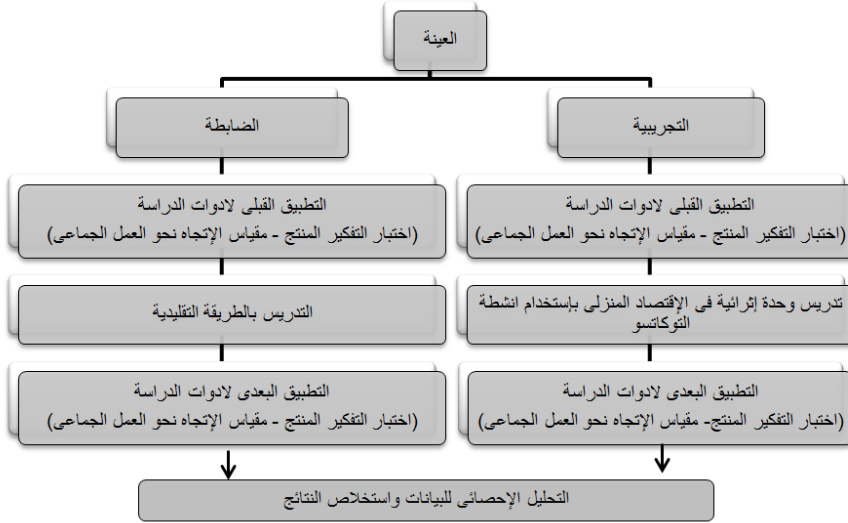 العينة
التجريبية
الضابطة
التطبيق القبلى لادوات الدراسة
(اختبار التفكير المنتج - مقياس الإتجاه نحو العمل الجماعى)
التطبيق القبلى لادوات الدراسة
(اختبار التفكير المنتج - مقياس الإتجاه نحو العمل الجماعى)
تدريس وحدة إثرائية فى الإقتصاد المنزلى بإستخدام انشطة
التوكاتسو
التدريس بالطريقة التقليدية
التطبيق البعدى لادوات الدراسة
(اختبار التفكير المنتج- مقياس الإتجاه نحو العمل الجماعى)
التطبيق البعدى لادوات الدراسة
(اختبار التفكير المنتج - مقياس الإتجاه نحو العمل الجماعى)
التحليل الإحصائى للبيانات واستخلاص النتائج